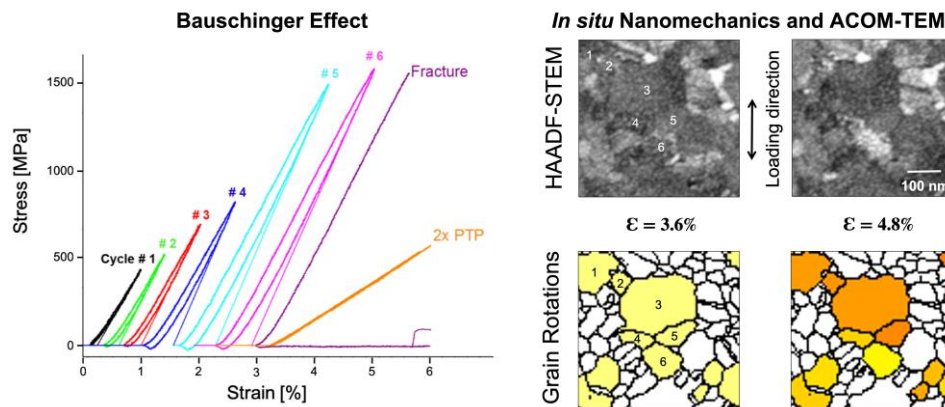 Bauschinger Effect
Stress [MPa]
1500
1000
500
0
Cycle # 1
# 2
# 3
# 4
# 5
# 6
Fracture
2x PTP
0 1 2 3 4 5 6
Strain [%]
In situ Nanomechanics and ACOM-TEM
HAADF-STEM
1
2
3
4 5
6
Loading direction
100 nm
Ɛ = 3.6% Ɛ = 4.8%
Grain Rotations
1
2
3
4 5
6